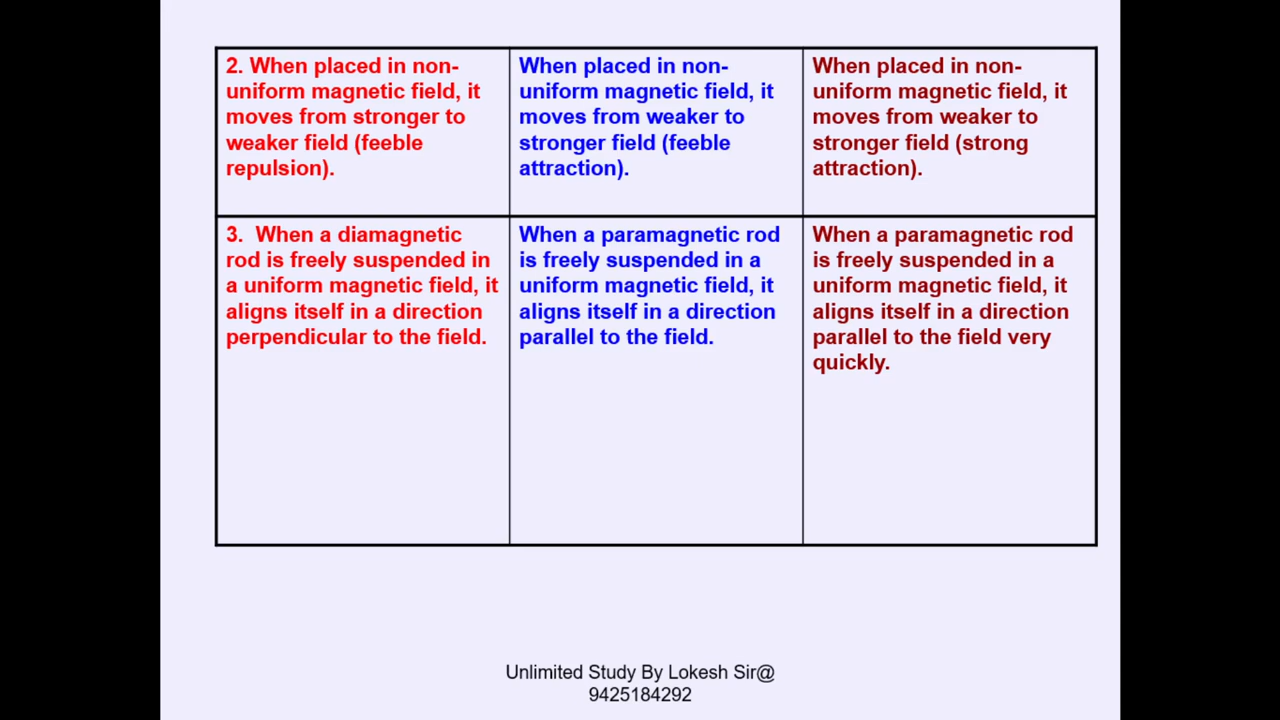 2. When placed in non-
uniform magnetic field, it
moves from stronger to
weaker field (feeble
repulsion).
When placed in non-
uniform magnetic field, it
moves from weaker to
stronger field (feeble
attraction).
When placed in non-
uniform magnetic field, it
moves from weaker to
stronger field (strong
attraction).
3.  When a diamagnetic
rod is freely suspended in
a uniform magnetic field, it
aligns itself in a direction
perpendicular to the field.
When a paramagnetic rod
is freely suspended in a
uniform magnetic field, it
aligns itself in a direction
parallel to the field.
When a paramagnetic rod
is freely suspended in a
uniform magnetic field, it
aligns itself in a direction
parallel to the field very
quickly.
Unlimited Study By Lokesh Sir@
9425184292